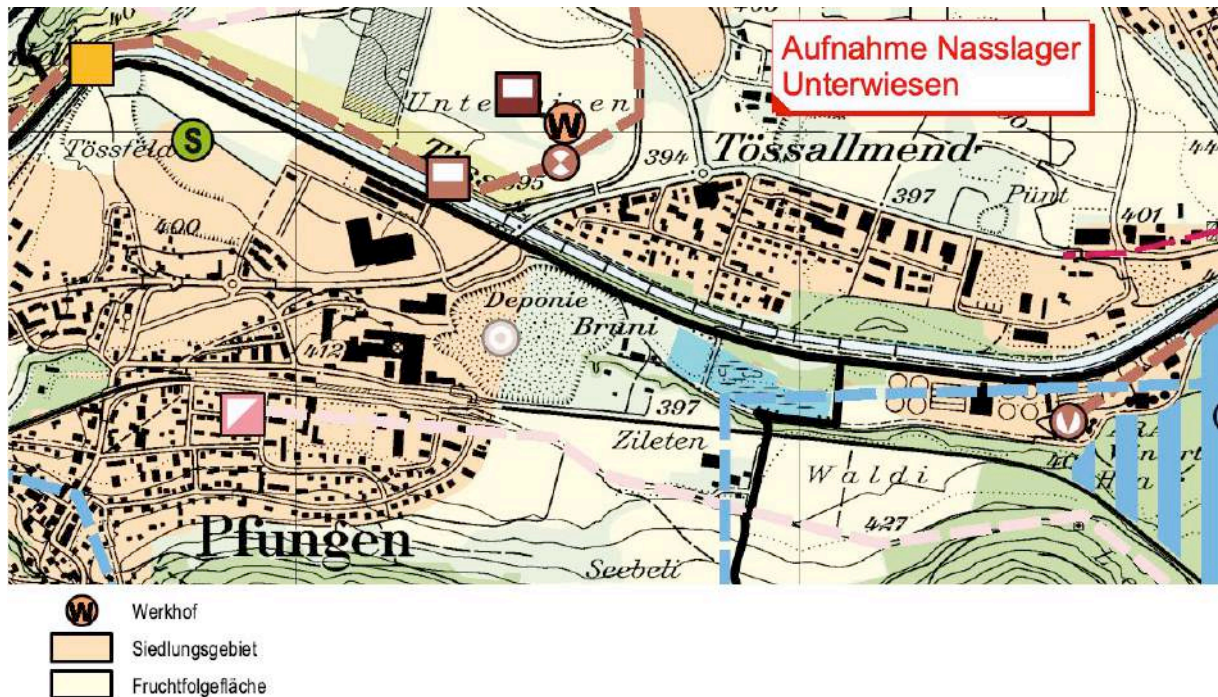 Aufnahme Nasslager
Unterwiesen
W
S
Tössfeld
394
Tössallmend
395
397
Pünt
401
400
Deponie
Bruni
412
397
Zileten
Waldi
427
Pfungen
Seebeli
W
Werkhof
Siedlungsgebiet
Fruchtfolgefläche